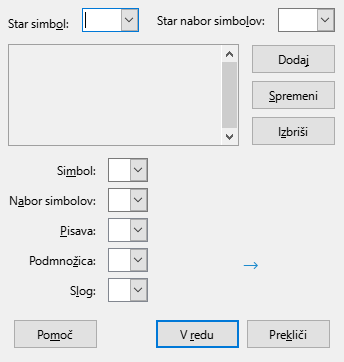 Star simbol: Star nabor simbolov:
Dodaj
Spremeni
Izbriši
Simbol:
Nabor simbolov:
Pisava:
Podmnožica:
Slog:
Pomoč V redu Prekliči